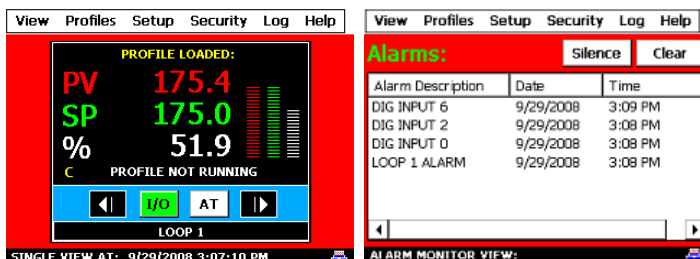 View Profiles Setup Security Log Help
PROFILE LOADED:
PV 175.4
SP 175.0
% 51.9
C PROFILE NOT RUNNING
I/O AT
LOOP 1
SINGLE VIEW AT: 9/29/2008 3:07:10 PM
View Profiles Setup Security Log Help
Alarms: Silence Clear
Alarm Description Date Time
DIG INPUT 6 9/29/2008 3:09 PM
DIG INPUT 2 9/29/2008 3:08 PM
DIG INPUT 0 9/29/2008 3:08 PM
LOOP 1 ALARM 9/29/2008 3:08 PM
ALARM MONITOR VIEW: